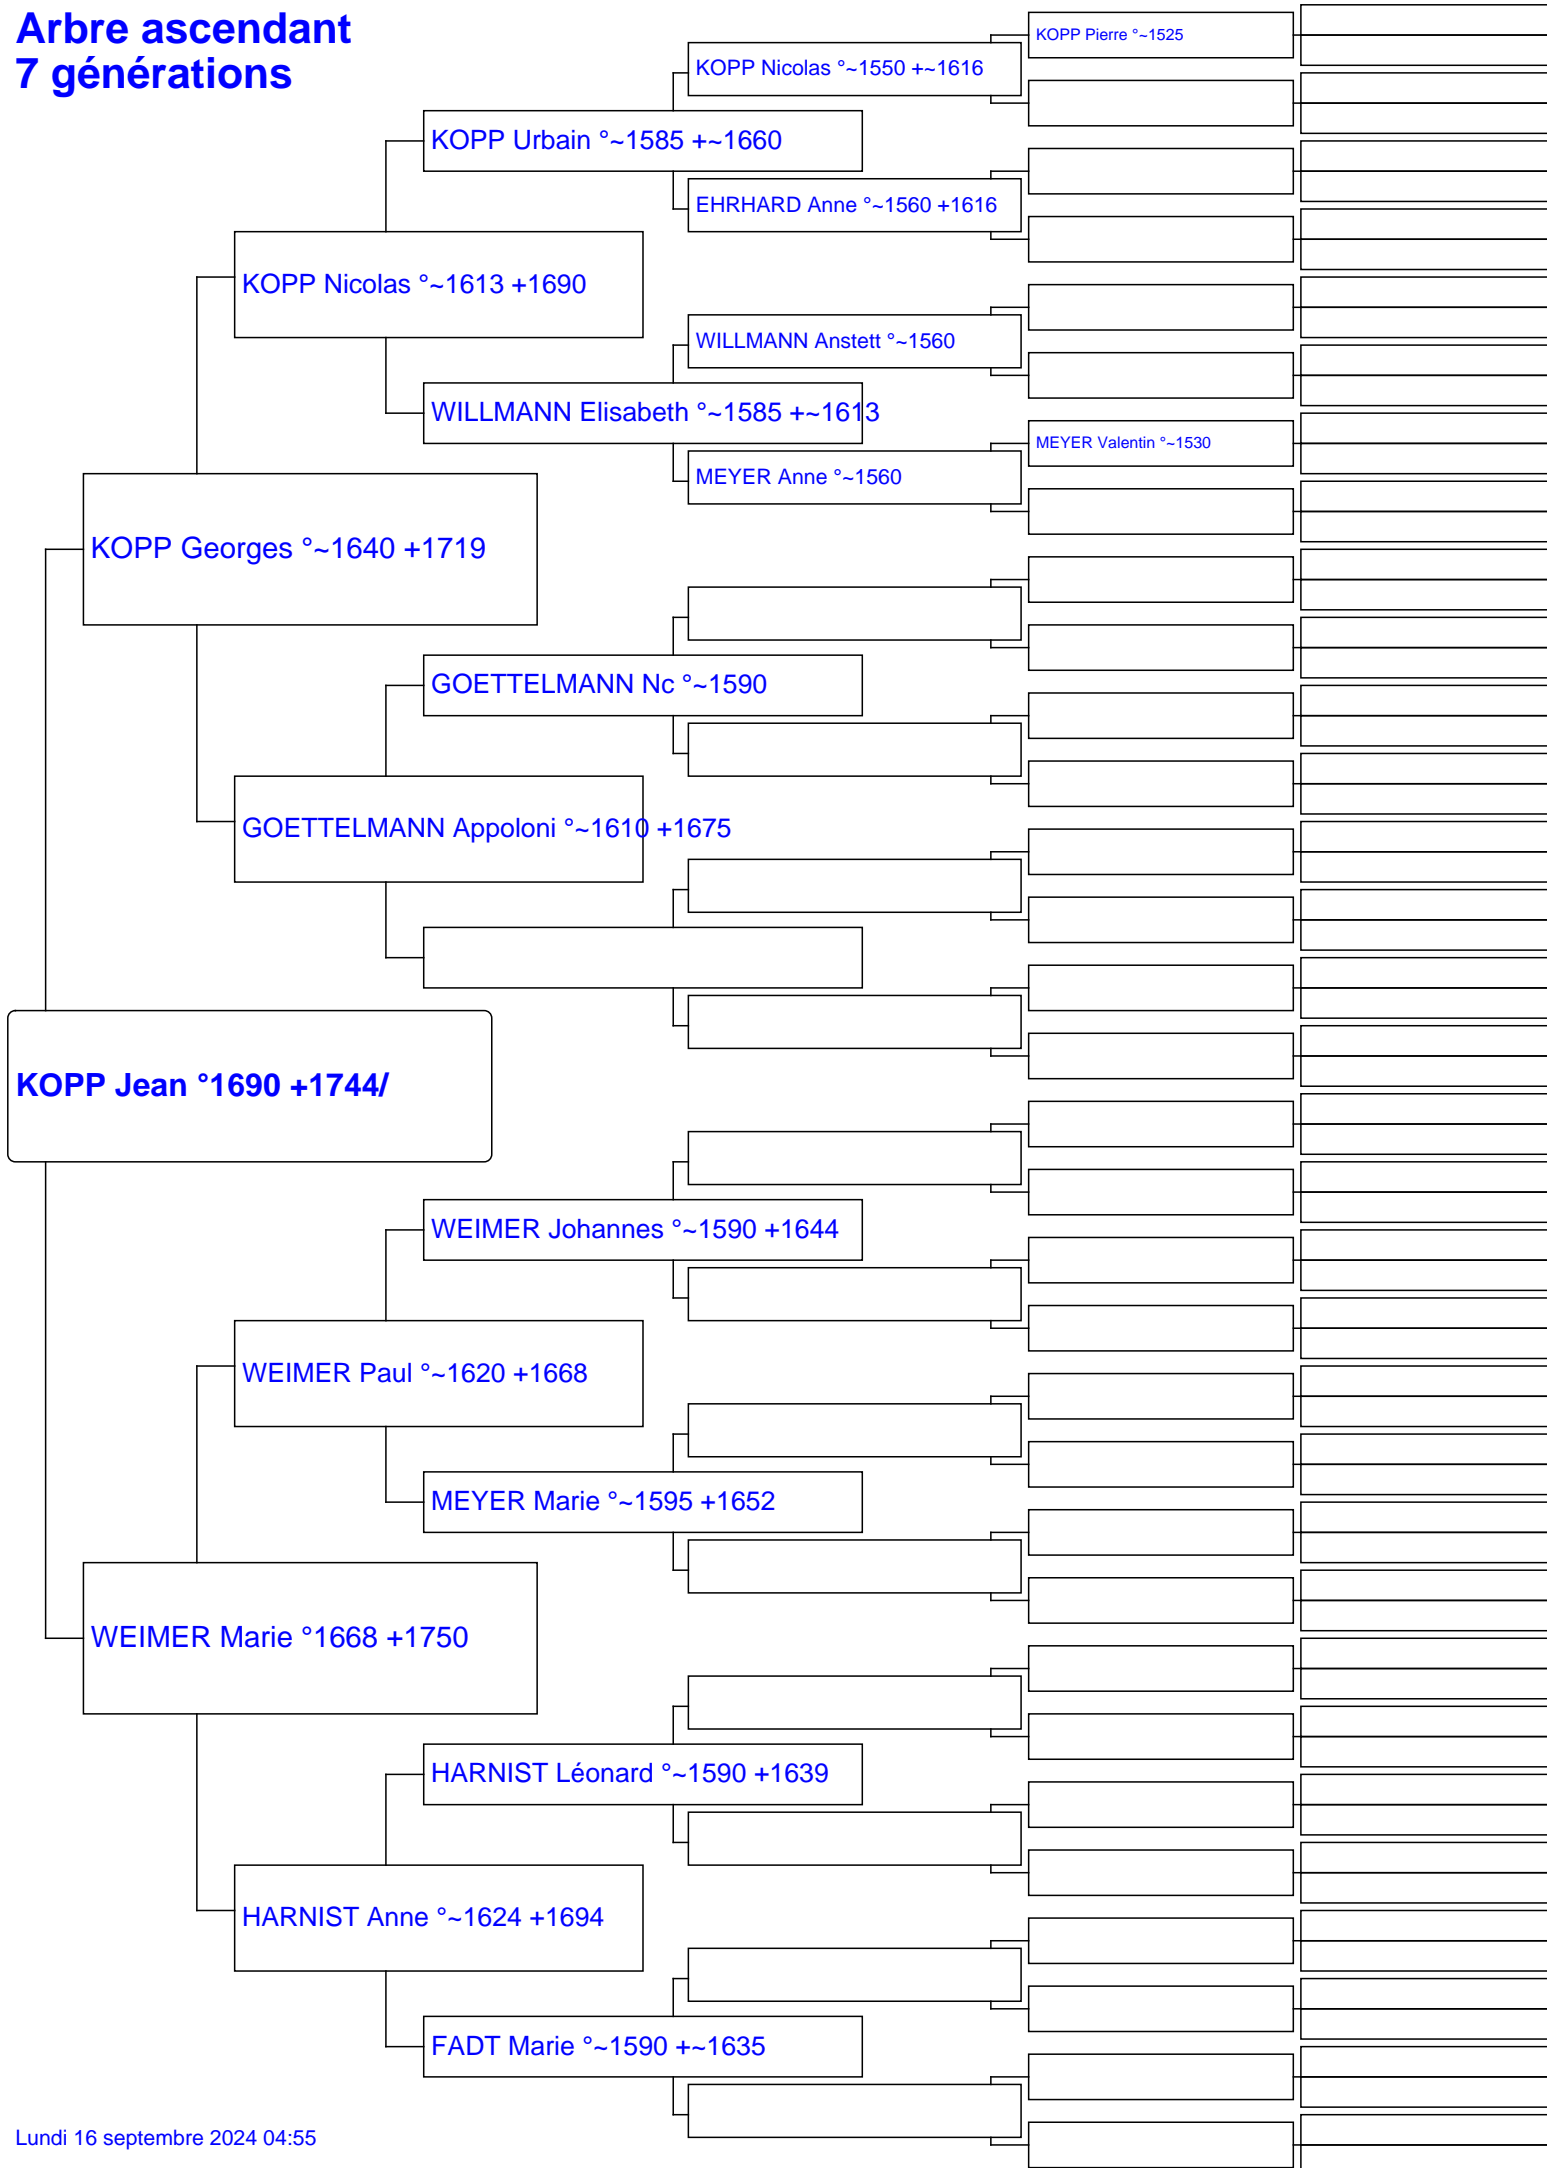 Arbre ascendant
7 générations
KOPP Pierre °~1525
KOPP Nicolas °~1550 +~1616
KOPP Urbain °~1585 +~1660
EHRHARD Anne °~1560 +1616
KOPP Nicolas °~1613 +1690
WILLMANN Anstett °~1560
WILLMANN Elisabeth °~1585 +~1613
MEYER Valentin °~1530
MEYER Anne °~1560
KOPP Georges °~1640 +1719
GOETTELMANN Nc °~1590
GOETTELMANN Appoloni °~1610 +1675
KOPP Jean °1690 +1744/
WEIMER Johannes °~1590 +1644
WEIMER Paul °~1620 +1668
MEYER Marie °~1595 +1652
WEIMER Marie °1668 +1750
HARNIST Léonard °~1590 +1639
HARNIST Anne °~1624 +1694
FADT Marie °~1590 +~1635
Lundi 16 septembre 2024 04:55